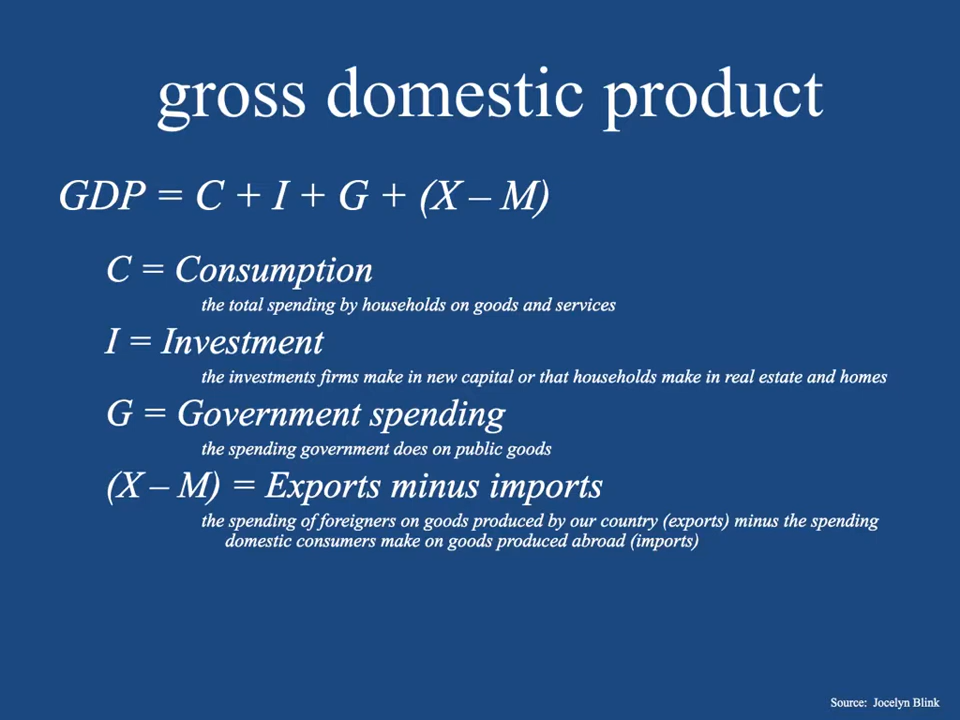 gross domestic product
GDP = C + I + G + (X – M)
C = Consumption
the total spending by households on goods and services
I = Investment
the investments firms make in new capital or that households make in real estate and homes
G = Government spending
the spending government does on public goods
(X – M) = Exports minus imports
the spending of foreigners on goods produced by our country (exports) minus the spending
domestic consumers make on goods produced abroad (imports)
Source: Jocelyn Blink